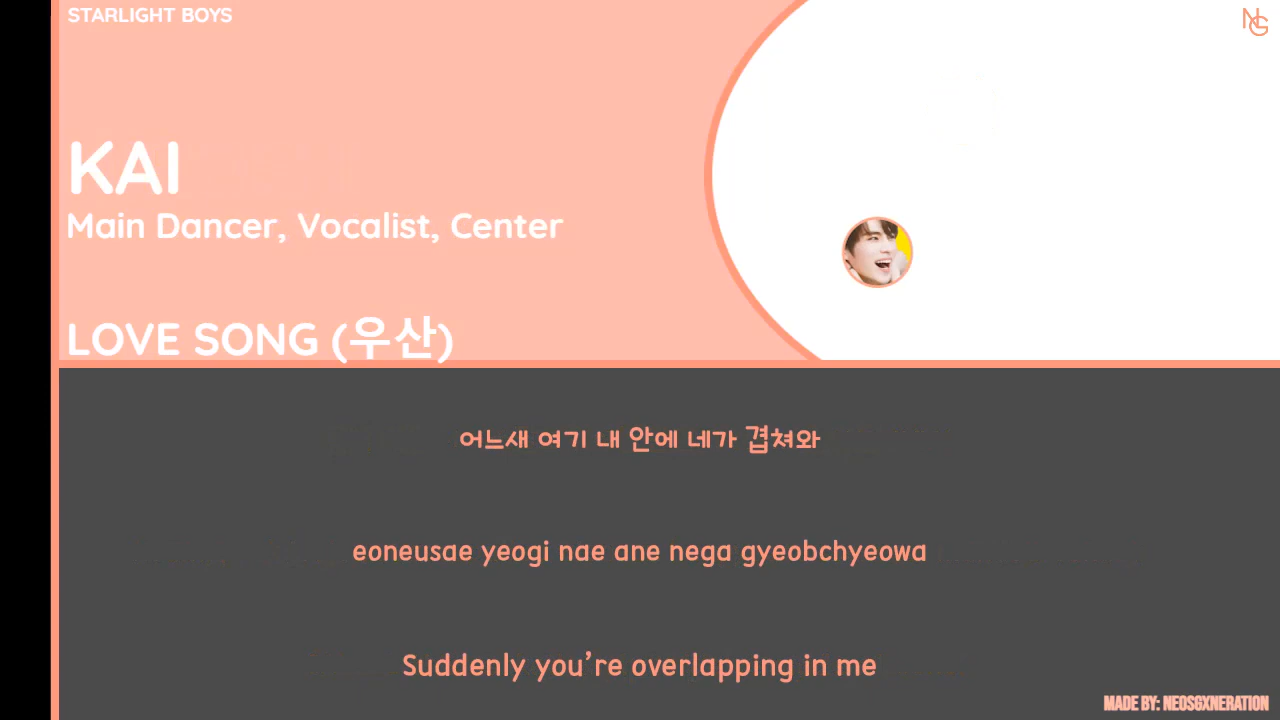 STARLIGHT BOYS
NG
KAI
Main Dancer, Vocalist, Center
LOVE SONG (우산)
어느새 여기 내 안에 네가 겹쳐와
eoneusae yeogi nae ane nega gyeobchyeowa
Suddenly you’re overlapping in me
MADE BY: NEOSGXNERATION